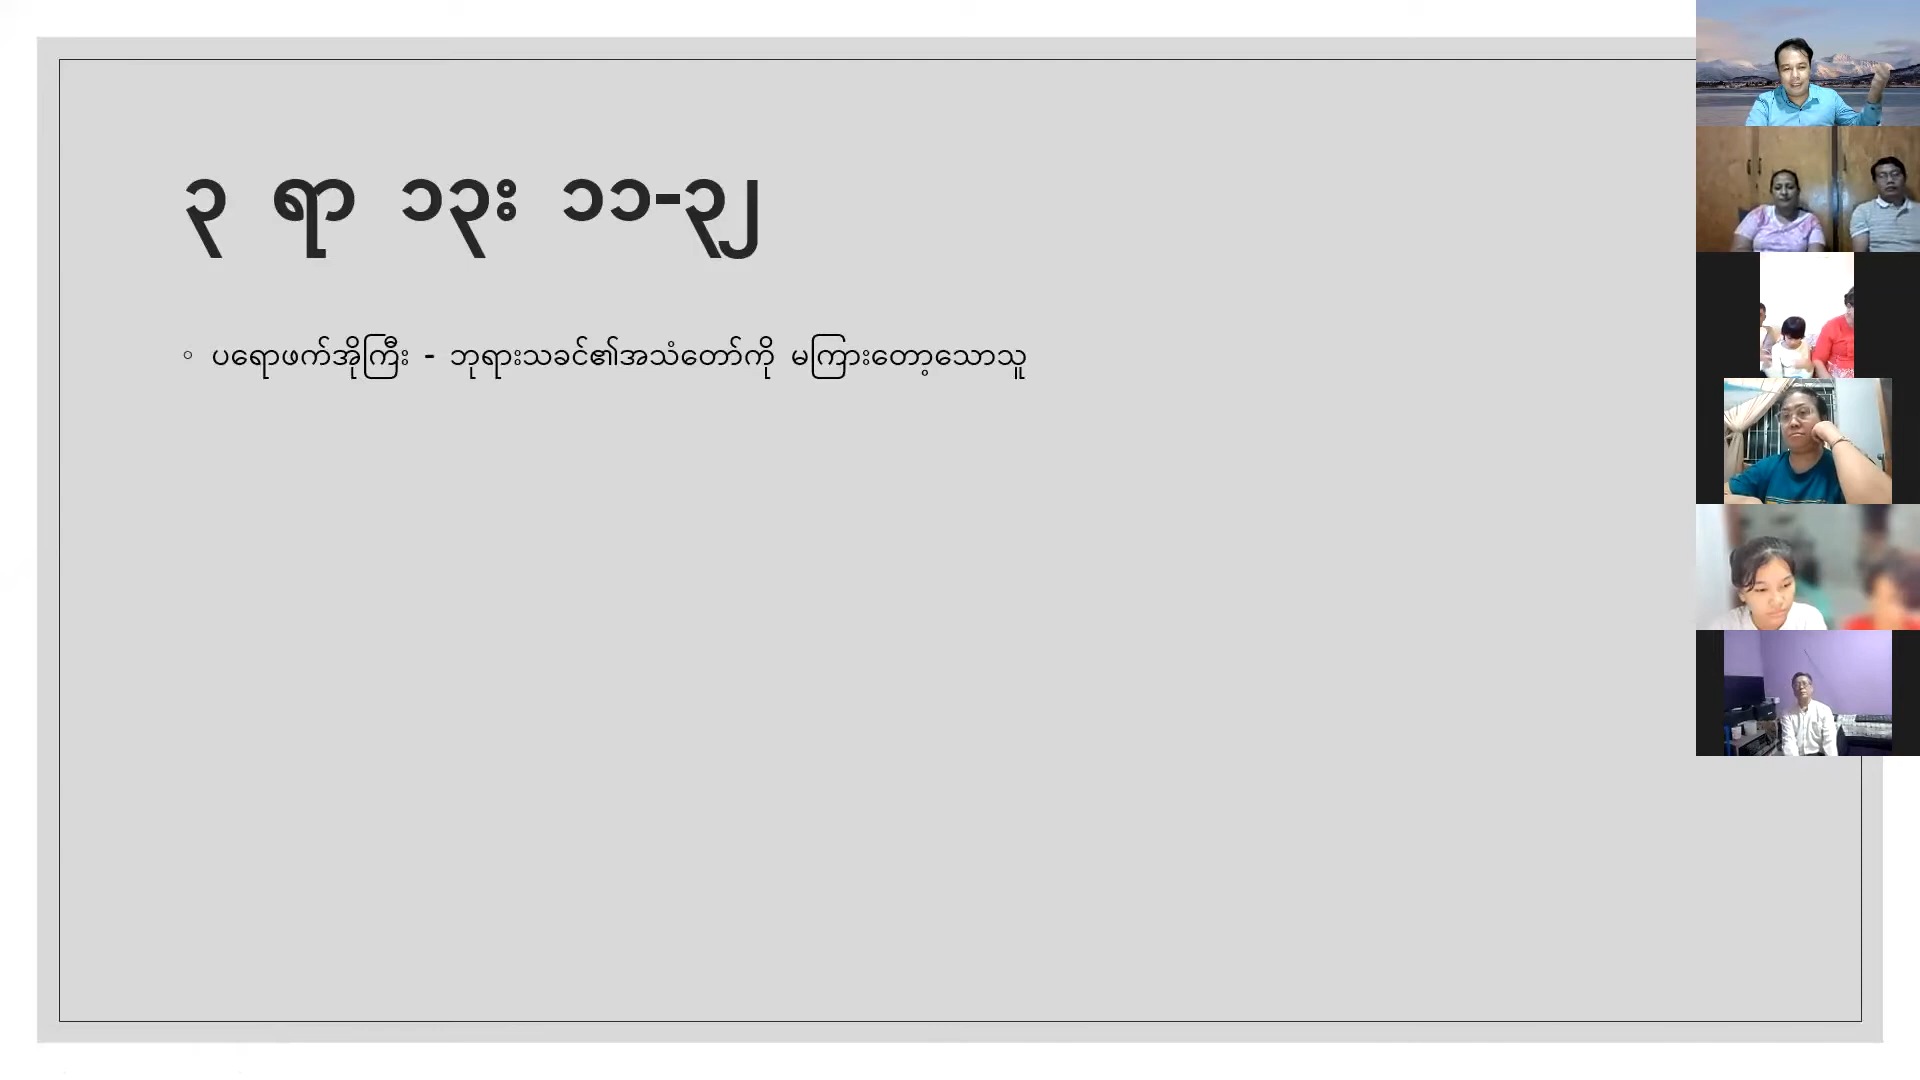 ၃ ရာ ၁၃း ၁၁-၃၂
◦ ပရောဖက်အိုကြီး - ဘုရားသခင်၏အသံတော်ကို မကြားတော့သောသူ